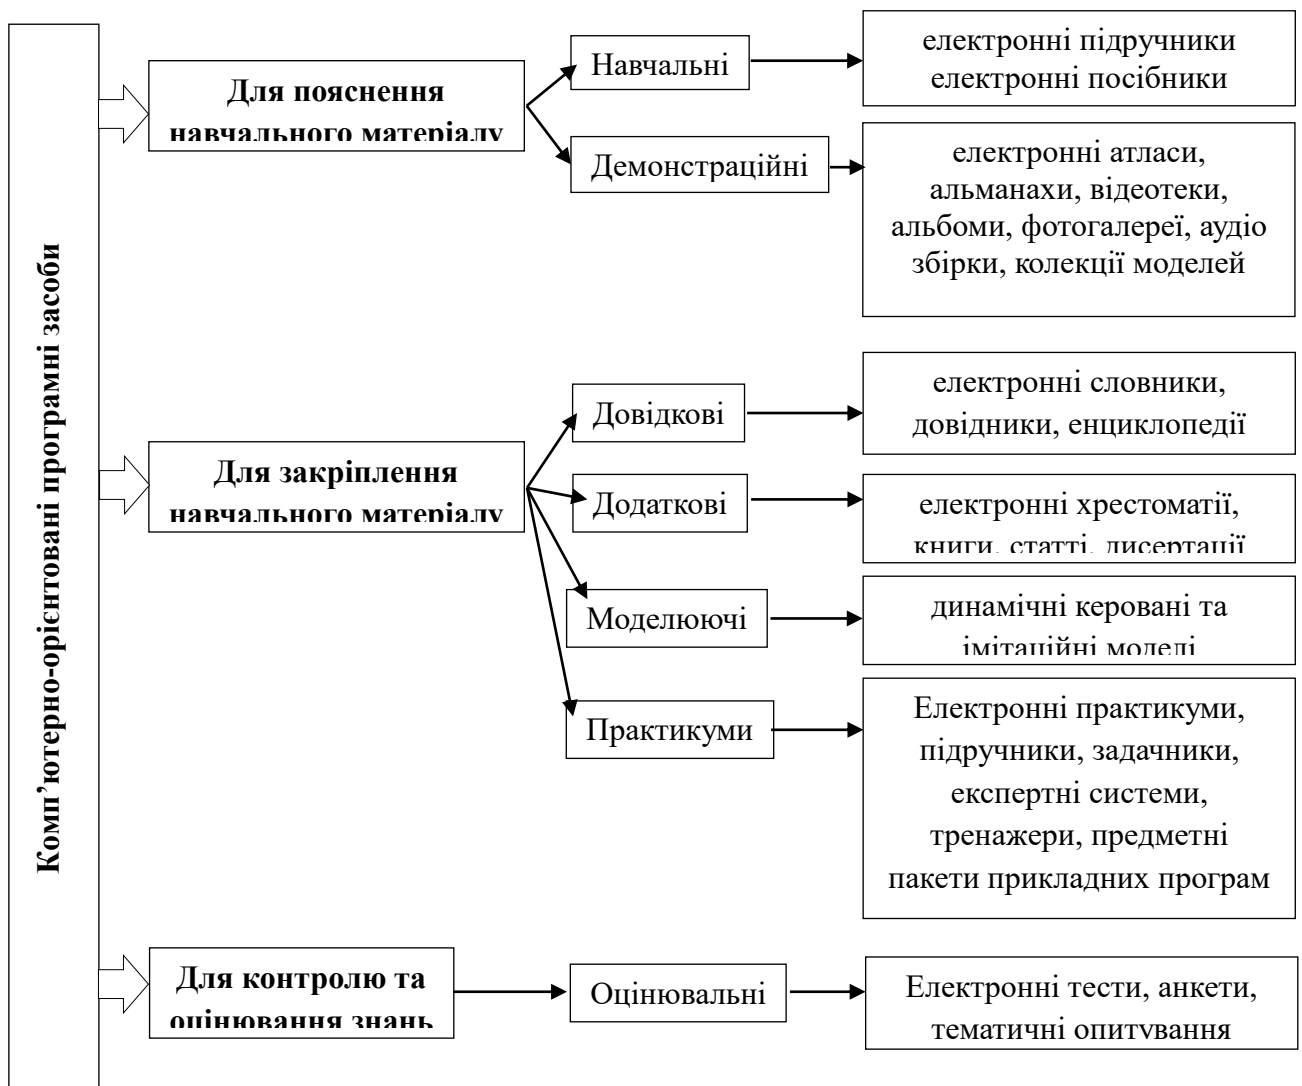 Комп’ютерно-орієнтовані програмні засоби
Для пояснення
навчального матеріалу
Навчальні
електронні підручники
електронні посібники
Демонстраційні
електронні атласи,
альманахи, відеотеки,
альбоми, фотогалереї, аудіо
збірки, колекції моделей
Для закріплення
навчального матеріалу
Довідкові
електронні словники,
довідники, енциклопедії
Додаткові
електронні хрестоматії,
книги, статті, дисертації
Моделюючі
динамічні керовані та
імітаційні моделі
Практикуми
Електронні практикуми,
підручники, задачники,
експертні системи,
тренажери, предметні
пакети прикладних програм
Для контролю та
оцінювання знань
Оцінювальні
Електронні тести, анкети,
тематичні опитування